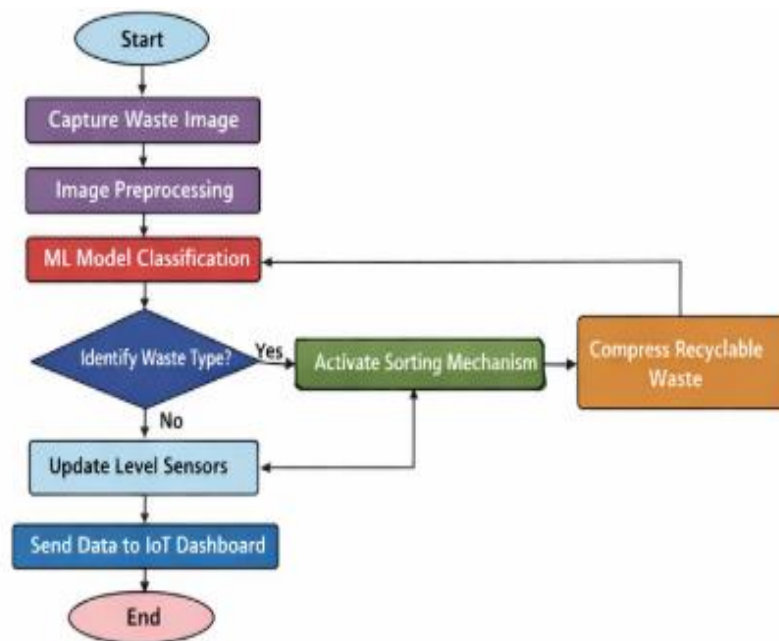 Start
Capture Waste Image
Image Preprocessing
ML Model Classification
Identify Waste Type?
Yes
Activate Sorting Mechanism
Compress Recyclable
Waste
No
Update Level Sensors
Send Data to IoT Dashboard
End